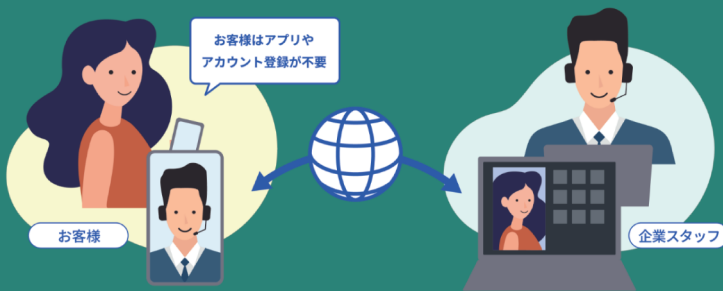 お客様はアプリや
アカウント登録が不要
お客様
企業スタッフ